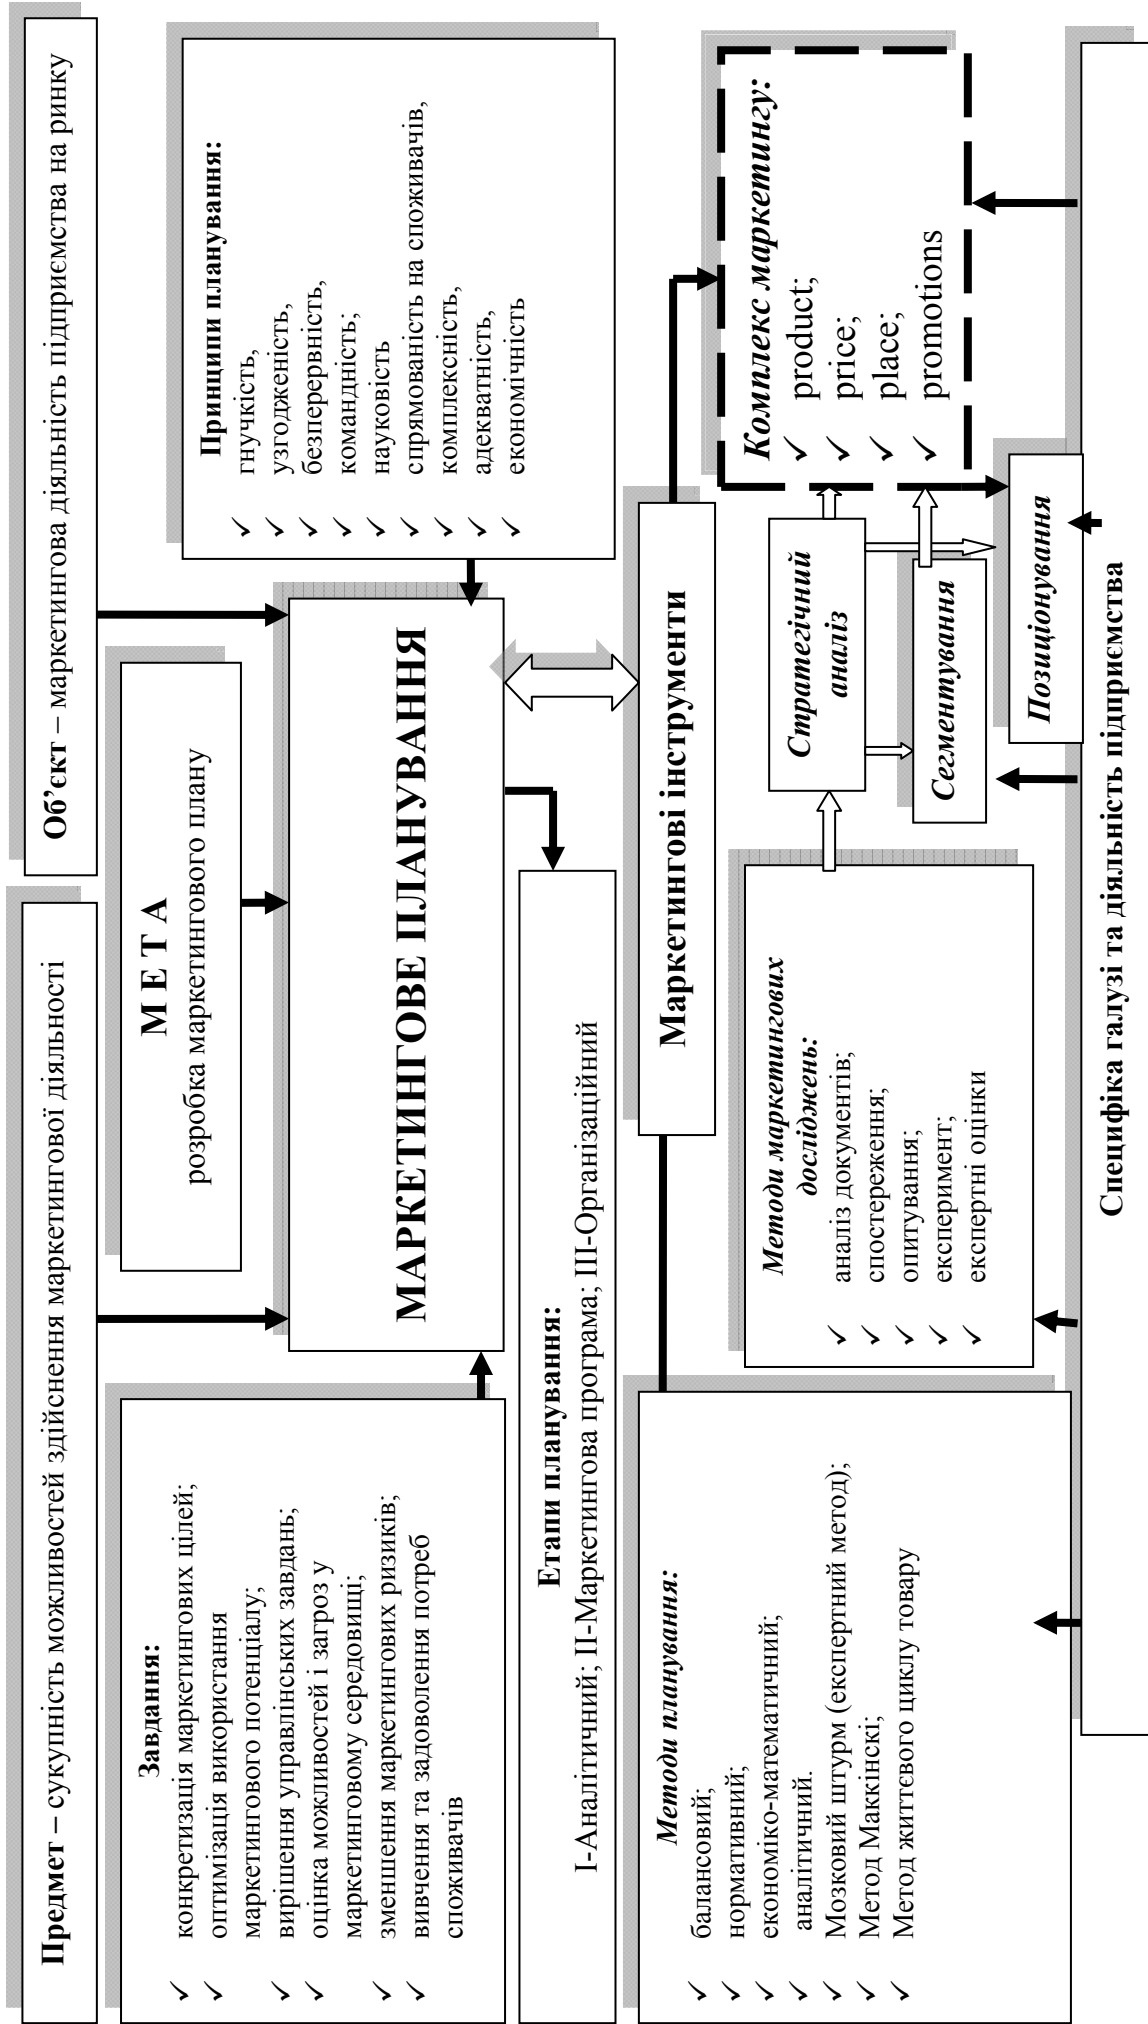 Предмет – сукупність можливостей здійснення маркетингової діяльності
Об’єкт – маркетингова діяльність підприємства на ринку
М Е Т А
розробка маркетингового плану
Завдання:
✓ конкретизація маркетингових цілей;
✓ оптимізація використання
маркетингового потенціалу;
✓ вирішення управлінських завдань;
✓ оцінка можливостей і загроз у
маркетинговому середовищі;
✓ зменшення маркетингових ризиків;
✓ вивчення та задоволення потреб
споживачів
МАРКЕТИНГОВЕ ПЛАНУВАННЯ
Принципи планування:
✓ гнучкість,
✓ узгодженість,
✓ безперервність,
✓ командність;
✓ науковість
✓ спрямованість на споживачів,
✓ комплексність,
✓ адекватність,
✓ економічність
Етапи планування:
І-Аналітичний; ІІ-Маркетингова програма; ІІІ-Організаційний
Маркетингові інструменти
Методи планування:
✓ балансовий;
✓ нормативний;
✓ економіко-математичний;
✓ аналітичний.
✓ Мозковий штурм (експертний метод);
✓ Метод Маккінскі;
✓ Метод життєвого циклу товару
Методи маркетингових
досліджень:
✓ аналіз документів;
✓ спостереження;
✓ опитування;
✓ експеримент;
✓ експертні оцінки
Стратегічний
аналіз
Сегментування
Позиціонування
Комплекс маркетингу:
✓ product;
✓ price;
✓ place;
✓ promotions
Специфіка галузі та діяльність підприємства